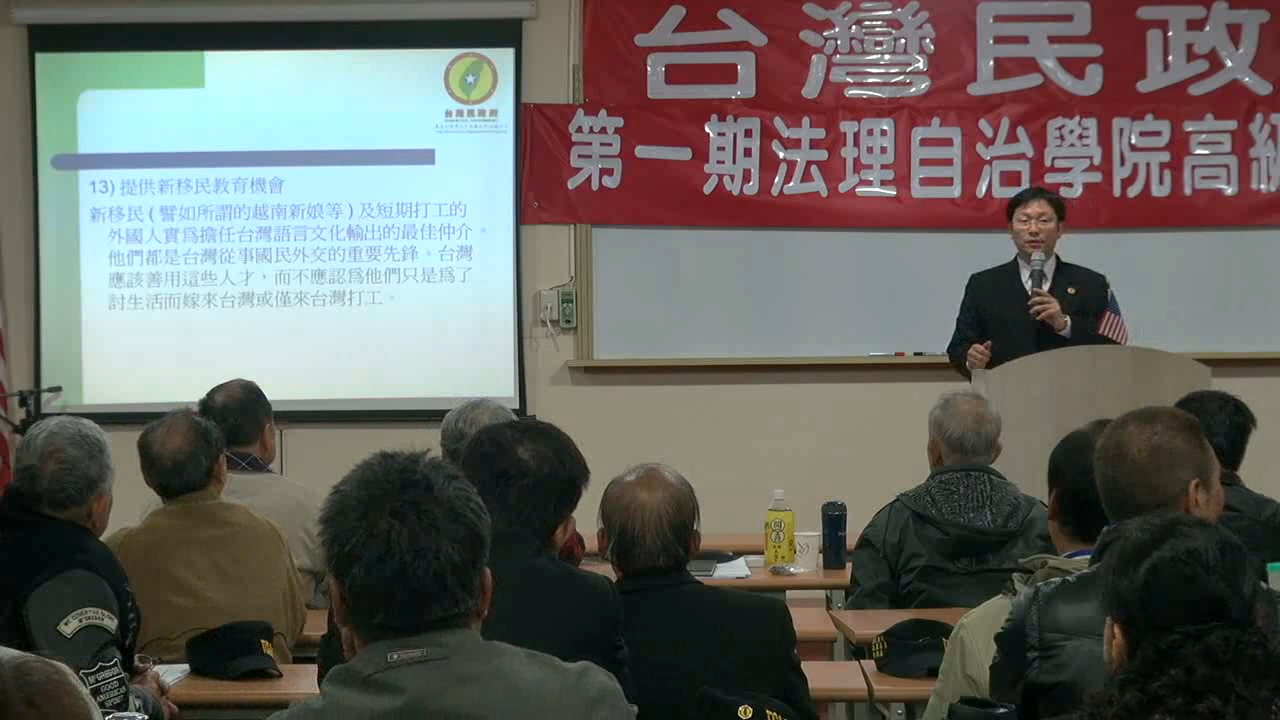 台灣民政
第一期法理自治學院高級
台灣民政府
13) 提供新移民教育機會
新移民 ( 譬如所謂的越南新娘等 ) 及短期打工的
外國人實爲擔任台灣語言文化輸出的最佳仲介。
他們都是台灣從事國民外交的重要先鋒。台灣
應該善用這些人才，而不應認爲他們只是爲了
討生活而嫁來台灣或僅來台灣打工。
GOOD
AMERICAN